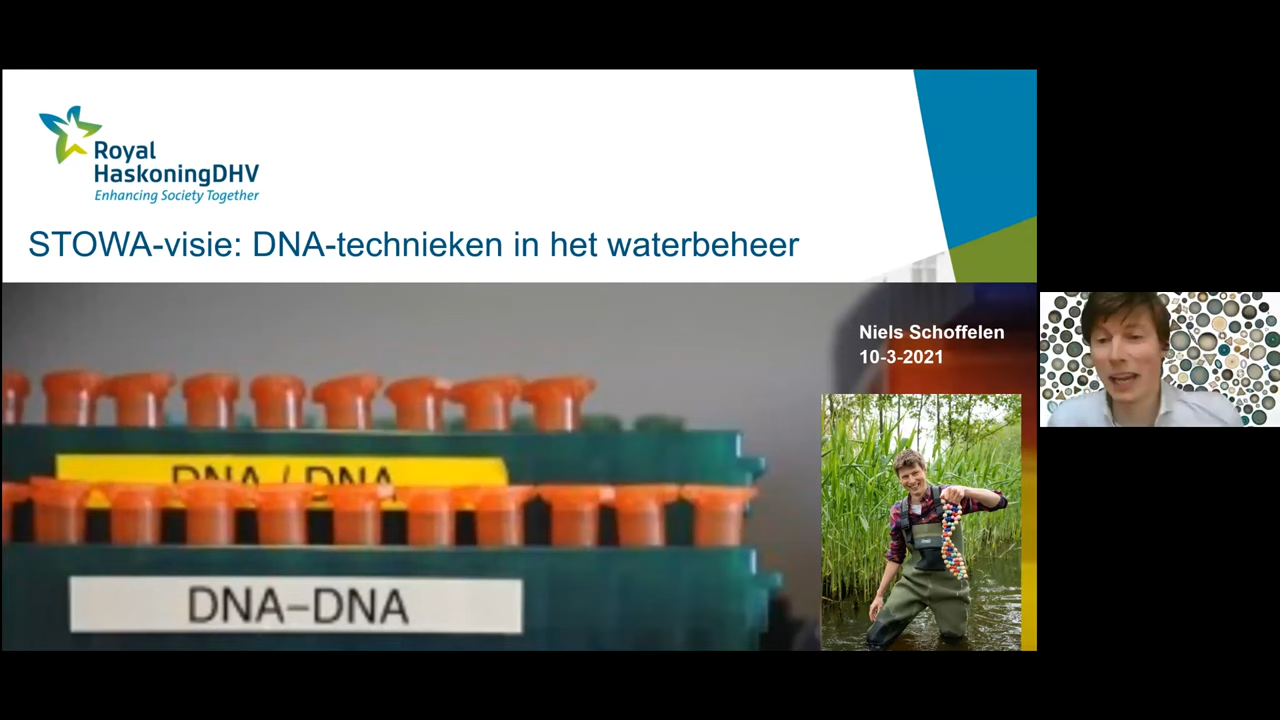 Royal
HaskoningDHV
Enhancing Society Together
STOWA-visie: DNA-technieken in het waterbeheer
Niels Schoffelen
10-3-2021
DNA / DNA
DNA–DNA